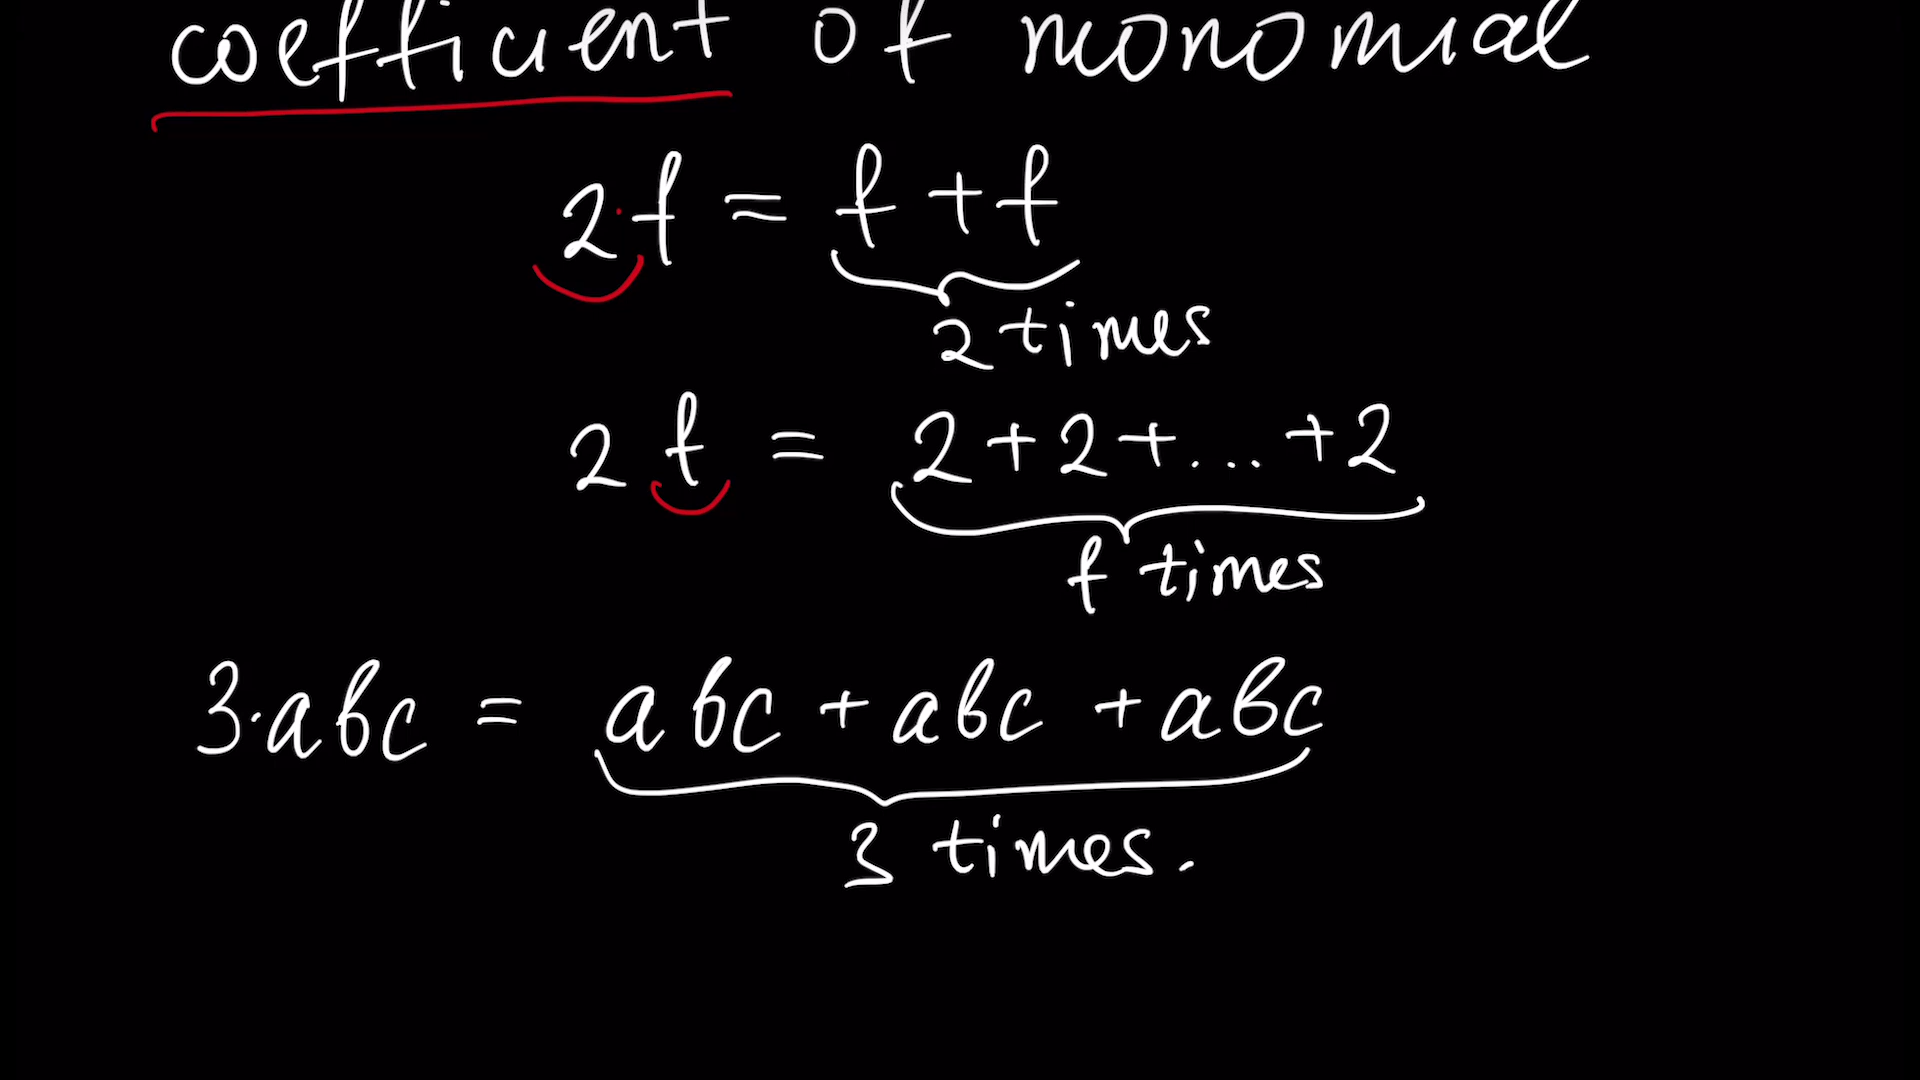 coefficient of monomial
2·f = f + f
2 times
2 f = 2 + 2 + ... + 2
f times
3·abc = abc + abc + abc
3 times.